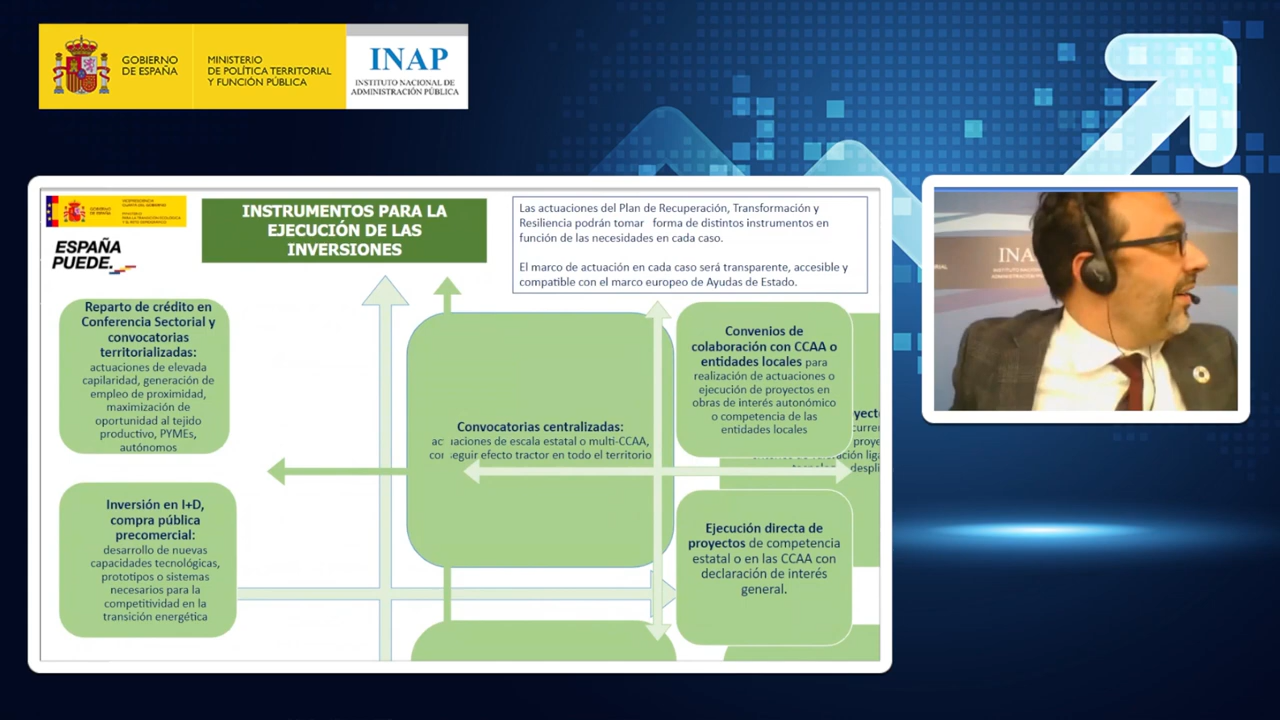 GOBIERNO
DE ESPAÑA
MINISTERIO
DE POLÍTICA TERRITORIAL
Y FUNCIÓN PÚBLICA
INAP
INSTITUTO NACIONAL DE
ADMINISTRACIÓN PÚBLICA
GOBIERNO
DE ESPAÑA
ESPAÑA
PUEDE.
INSTRUMENTOS PARA LA
EJECUCIÓN DE LAS
INVERSIONES
Las actuaciones del Plan de Recuperación, Transformación y
Resiliencia podrán tomar forma de distintos instrumentos en
función de las necesidades en cada caso.
El marco de actuación en cada caso será transparente, accesible y
compatible con el marco europeo de Ayudas de Estado.
Reparto de crédito en
Conferencia Sectorial y
convocatorias
territorializadas:
actuaciones de elevada
capilaridad, generación de
empleo de proximidad,
maximización de
oportunidad al tejido
productivo, PYMEs,
autónomos
Inversión en I+D,
compra pública
precomercial:
desarrollo de nuevas
capacidades tecnológicas,
prototipos o sistemas
necesarios para la
competitividad en la
transición energética
Convocatorias centralizadas:
de escala estatal o multi-CCAA,
efecto tractor en todo el territorio
Convenios de
colaboración con CCAA o
entidades locales para
realización de actuaciones o
ejecución de proyectos en
obras de interés autonómico
o competencia de las
entidades locales
Ejecución directa de
proyectos de competencia
estatal o en las CCAA con
declaración de interés
general.
INA